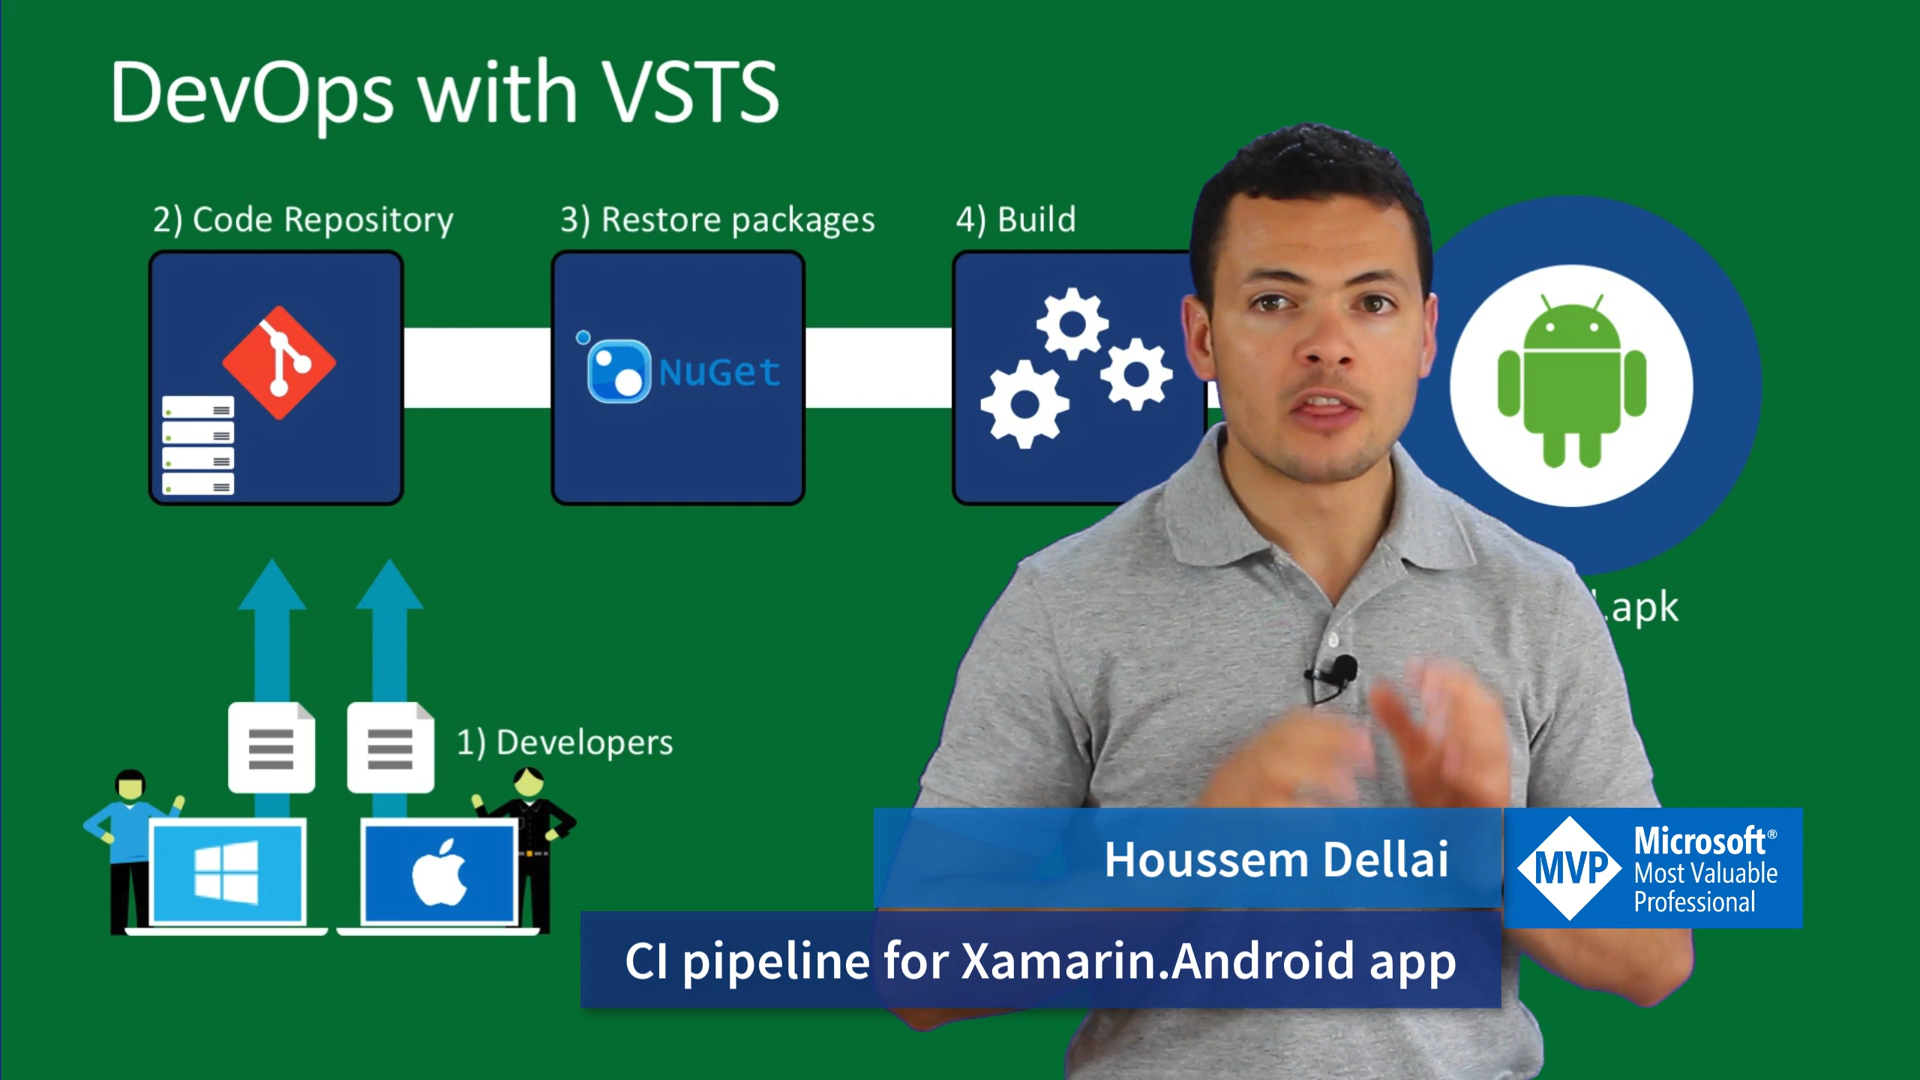 DevOps with VSTS
2) Code Repository
3) Restore packages
4) Build
NuGet
.apk
1) Developers
Houssem Dellai
MVP
Microsoft®
Most Valuable
Professional
CI pipeline for Xamarin.Android app